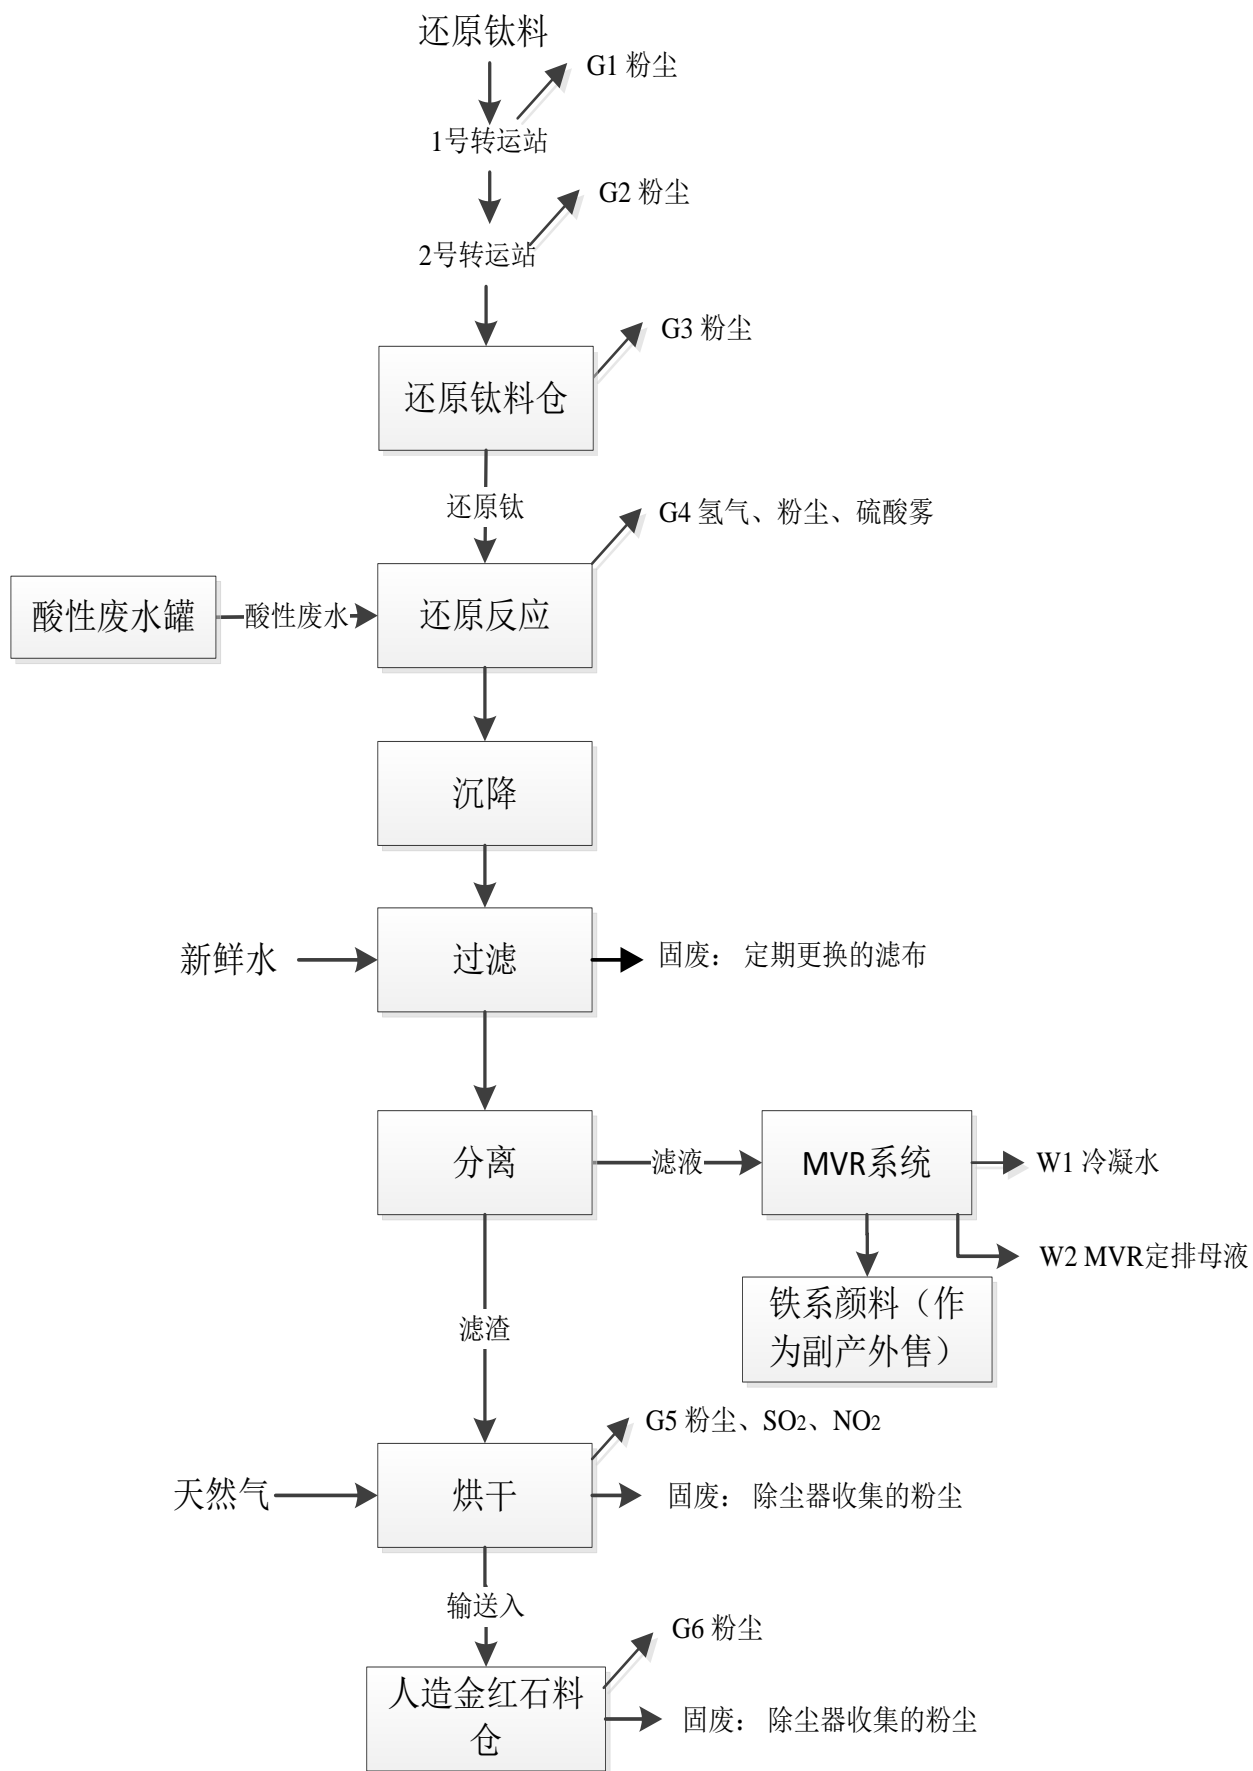 还原钛料
G1 粉尘
1号转运站
G2 粉尘
2号转运站
G3 粉尘
还原钛料仓
还原钛
G4 氢气、粉尘、硫酸雾
酸性废水罐
酸性废水
还原反应
沉降
新鲜水
过滤
固废： 定期更换的滤布
分离
滤液
MVR系统
W1 冷凝水
W2 MVR定排母液
铁系颜料（作
为副产外售）
滤渣
G5 粉尘、SO2、NO2
天然气
烘干
固废： 除尘器收集的粉尘
输送入
G6 粉尘
人造金红石料
仓
固废： 除尘器收集的粉尘